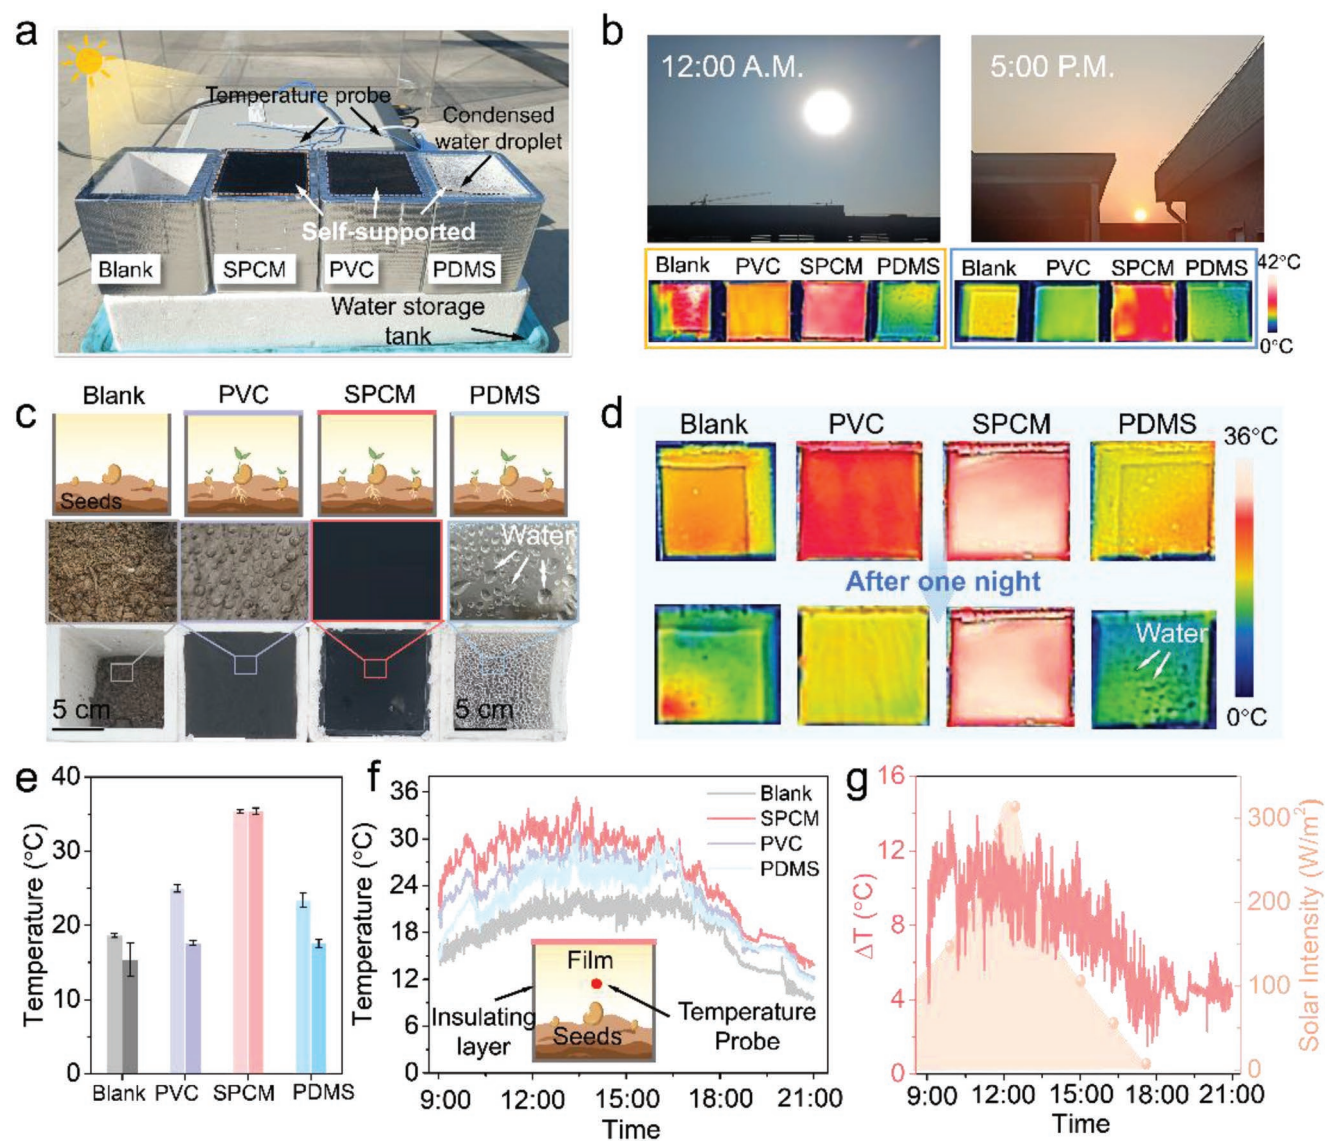 a
Temperature probe
Condensed
water droplet
Self-supported
Blank
SPCM
PVC
PDMS
Water storage
tank
b
12:00 A.M.
5:00 P.M.
Blank PVC SPCM PDMS
Blank PVC SPCM PDMS
42°C
0°C
c
Blank PVC SPCM PDMS
Seeds
Water
5 cm
5 cm
d
Blank PVC SPCM PDMS
36°C
After one night
Water
0°C
e
Temperature (°C)
40
30
20
10
0
Blank PVC SPCM PDMS
f
Temperature (°C)
36
30
24
18
12
6
0
Blank
SPCM
PVC
PDMS
Film
Insulating
layer
Seeds
Temperature
Probe
9:00 12:00 15:00 18:00 21:00
Time
g
ΔT (°C)
16
12
8
4
0
Solar Intensity (W/m²)
300
200
100
0
9:00 12:00 15:00 18:00 21:00
Time